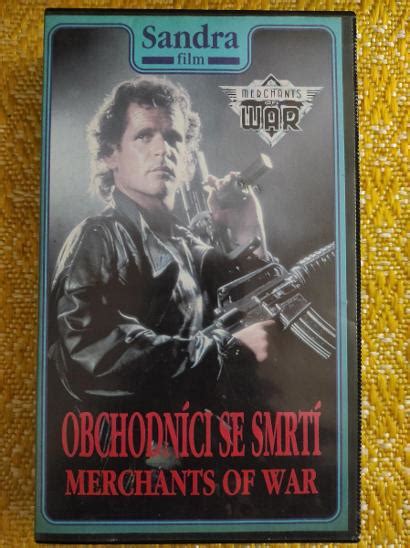 Sandra
film
MERCHANTS
OF
WAR
OBCHODNÍCI SE SMRTÍ
MERCHANTS OF WAR